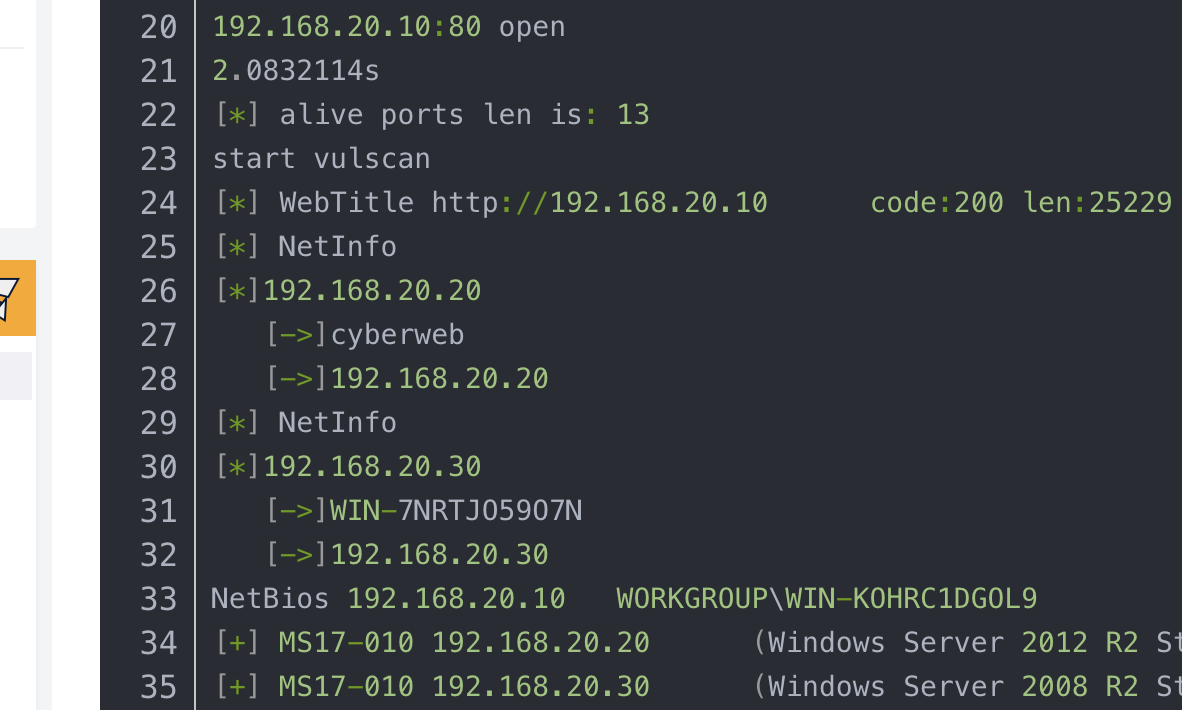 20 192.168.20.10:80 open
21 2.0832114s
22 [*] alive ports len is: 13
23 start vulscan
24 [*] WebTitle http://192.168.20.10 code:200 len:25229
25 [*] NetInfo
26 [*]192.168.20.20
27 [->]cyberweb
28 [->]192.168.20.20
29 [*] NetInfo
30 [*]192.168.20.30
31 [->]WIN-7NRTJO59O7N
32 [->]192.168.20.30
33 NetBios 192.168.20.10 WORKGROUP\WIN-KOHRC1DGOL9
34 [+] MS17-010 192.168.20.20 (Windows Server 2012 R2 St
35 [+] MS17-010 192.168.20.30 (Windows Server 2008 R2 St